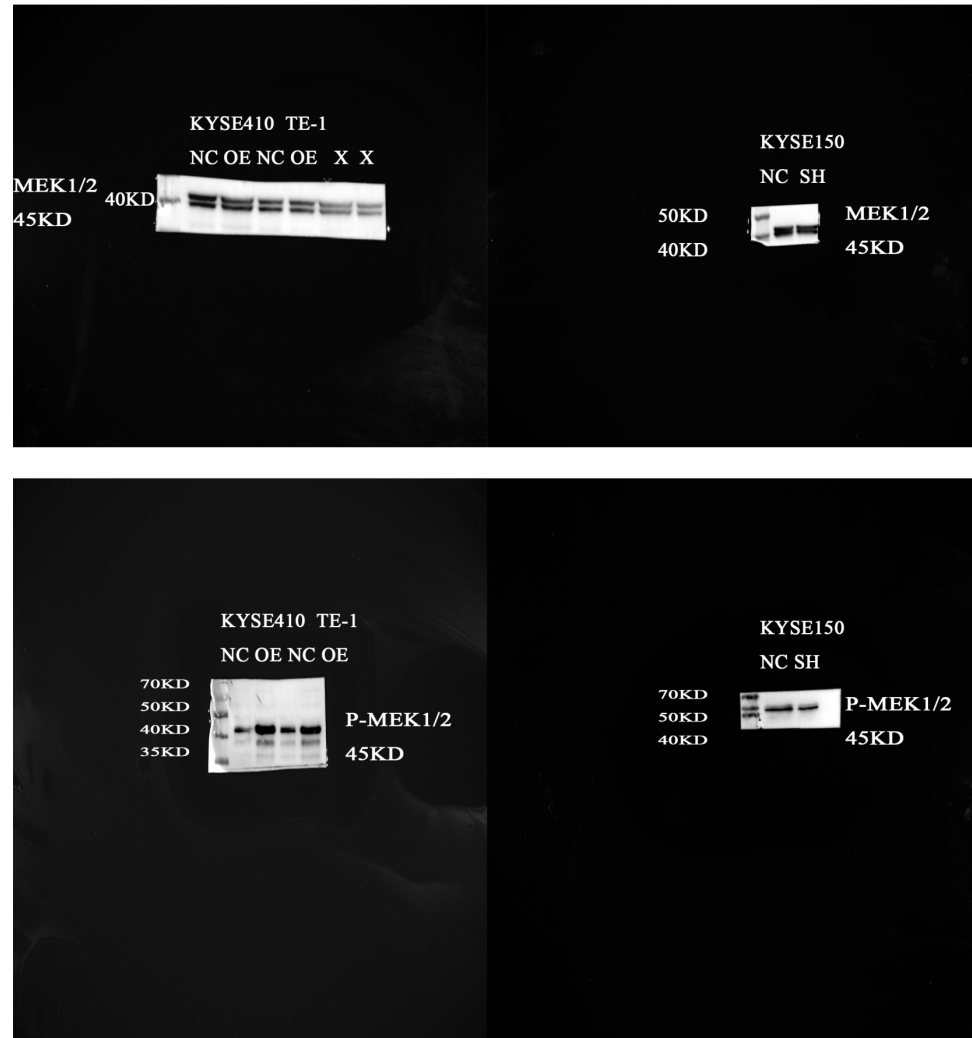 KYSE410 TE-1
NC OE NC OE X X
MEK1/2
40KD
45KD
KYSE150
NC SH
50KD
MEK1/2
40KD
45KD
KYSE410 TE-1
NC OE NC OE
70KD
50KD
P-MEK1/2
40KD
35KD
45KD
KYSE150
NC SH
70KD
P-MEK1/2
50KD
40KD
45KD